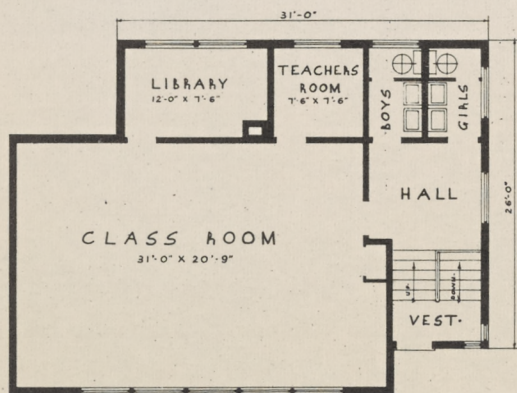 31'-0"
LIBRARY
12'-0" X 7'-6"
TEACHERS
ROOM
7'-6" X 7'-6"
BOYS
GIRLS
26'-0"
HALL
CLASS ROOM
31'-0" X 20'-9"
UP
DOWN
VEST.